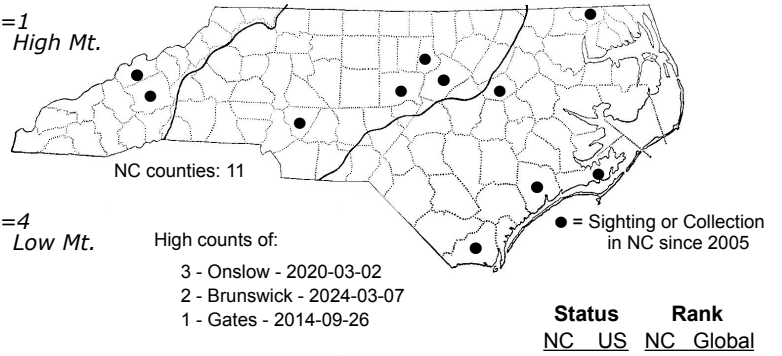 =1
High Mt.
NC counties: 11
=4
Low Mt.
High counts of:
3 - Onslow - 2020-03-02
2 - Brunswick - 2024-03-07
1 - Gates - 2014-09-26
● = Sighting or Collection
in NC since 2005
Status Rank
NC US NC Global